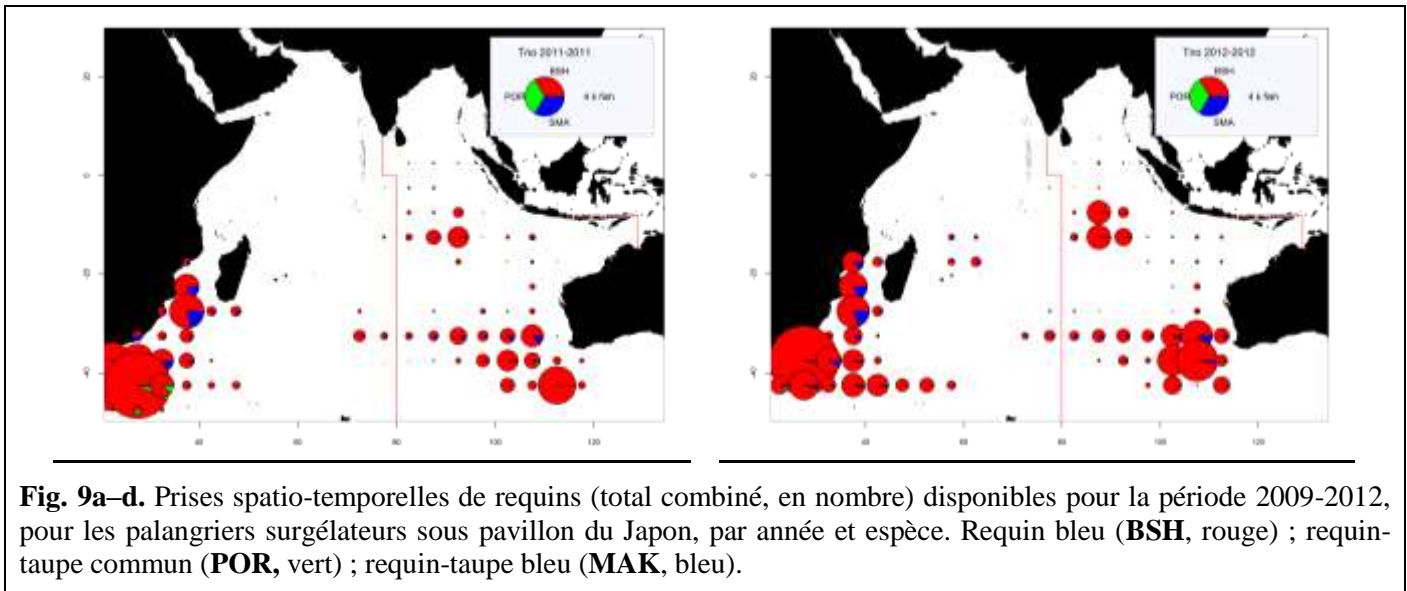 Trio 2011-2011
BSH
POR
SMA
Trio 2012-2012
BSH
POR
SMA
40
60
80
100
120
40
60
80
100
120
Fig. 9a–d. Prises spatio-temporelles de requins (total combiné, en nombre) disponibles pour la période 2009-2012,
pour les palangriers surgélateurs sous pavillon du Japon, par année et espèce. Requin bleu (BSH, rouge) ; requin-
taupe commun (POR, vert) ; requin-taupe bleu (MAK, bleu).